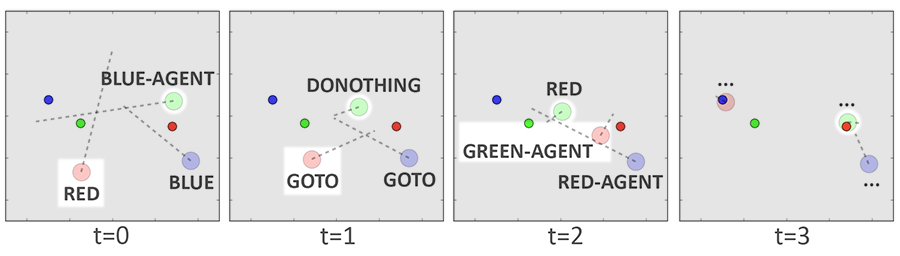 BLUE-AGENT
RED
BLUE
t=0
DONOTHING
GOTO
GOTO
t=1
RED
GREEN-AGENT
RED-AGENT
t=2
...
...
...
t=3